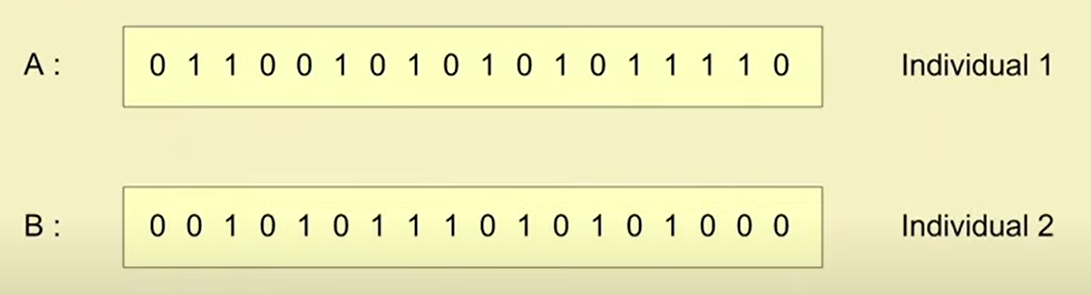 A : 0 1 1 0 0 1 0 1 0 1 0 1 0 1 1 1 1 0 Individual 1
B : 0 0 1 0 1 0 1 1 1 0 1 0 1 0 1 0 0 0 Individual 2